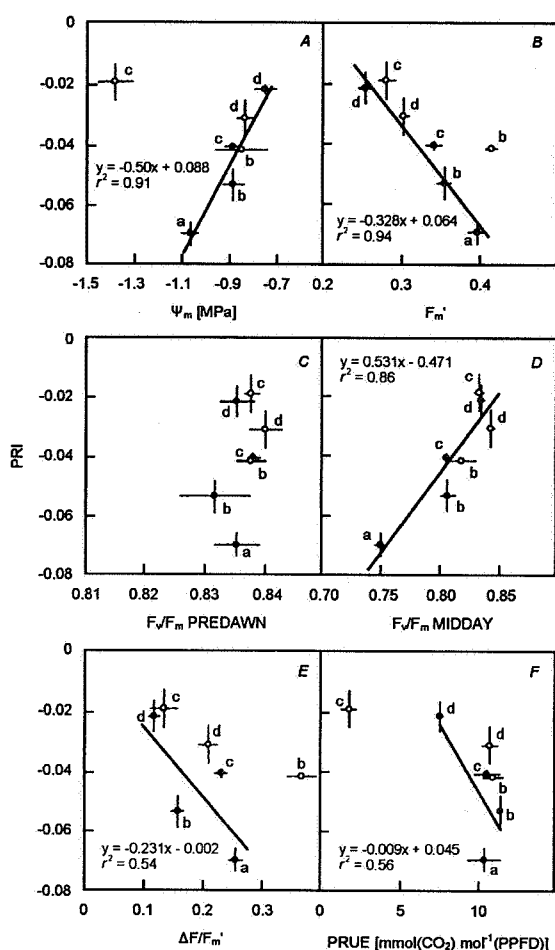 0
-0.02
-0.04
-0.06
-0.08
A
c
d
d
c
b
b
a
y = -0.50x + 0.088
r² = 0.91
-1.5
-1.3
-1.1
-0.9
-0.7
Ψm [MPa]
B
c
d
d
c
b
b
a
y = -0.328x + 0.064
r² = 0.94
0.2
0.3
0.4
Fm'
PRI
0
-0.02
-0.04
-0.06
-0.08
C
c
d
d
c
b
b
a
0.81
0.82
0.83
0.84
Fv/Fm PREDAWN
D
y = 0.531x - 0.471
r² = 0.86
c
d
d
c
b
b
a
0.70
0.75
0.80
0.85
Fv/Fm MIDDAY
0
-0.02
-0.04
-0.06
-0.08
E
c
d
d
c
b
b
a
y = -0.231x - 0.002
r² = 0.54
0
0.1
0.2
0.3
ΔF/Fm'
F
c
d
d
c
b
b
a
y = -0.009x + 0.045
r² = 0.56
0
5
10
PRUE [mmol(CO2) mol-1(PPFD)]